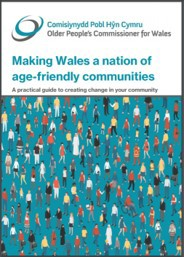 Comisiynydd Pobl Hŷn Cymru
Older People's Commissioner for Wales
Making Wales a nation of
age-friendly communities
A practical guide to creating change in your community